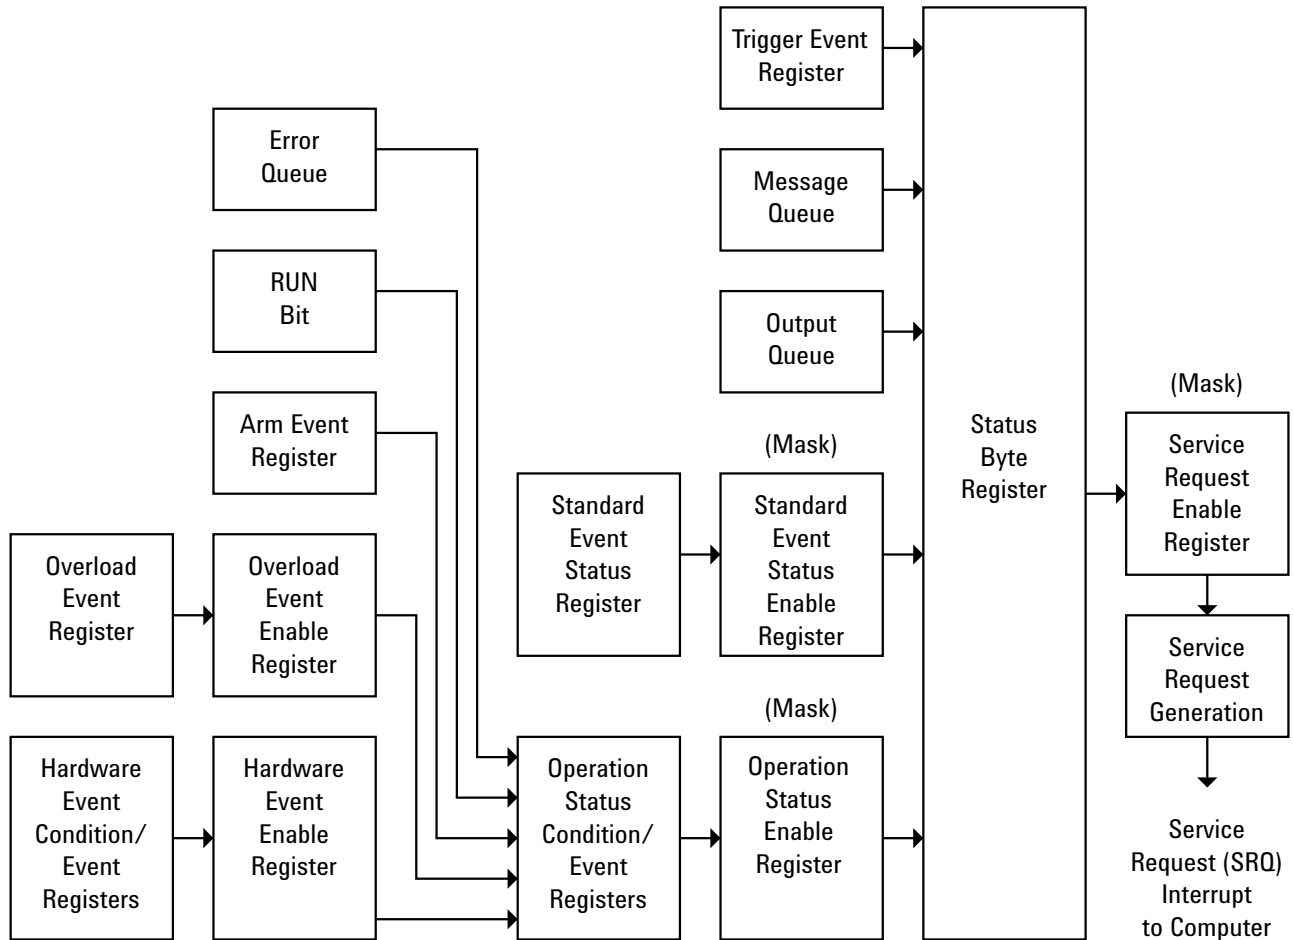 Trigger Event
Register
Error
Queue
Message
Queue
RUN
Bit
Output
Queue
Arm Event
Register
(Mask)
(Mask)
Status
Byte
Register
Service
Request
Enable
Register
Standard
Event
Status
Register
Standard
Event
Status
Enable
Register
Overload
Event
Register
Overload
Event
Enable
Register
Service
Request
Generation
(Mask)
Hardware
Event
Condition/
Event
Registers
Hardware
Event
Enable
Register
Operation
Status
Condition/
Event
Registers
Operation
Status
Enable
Register
Service
Request (SRQ)
Interrupt
to Computer